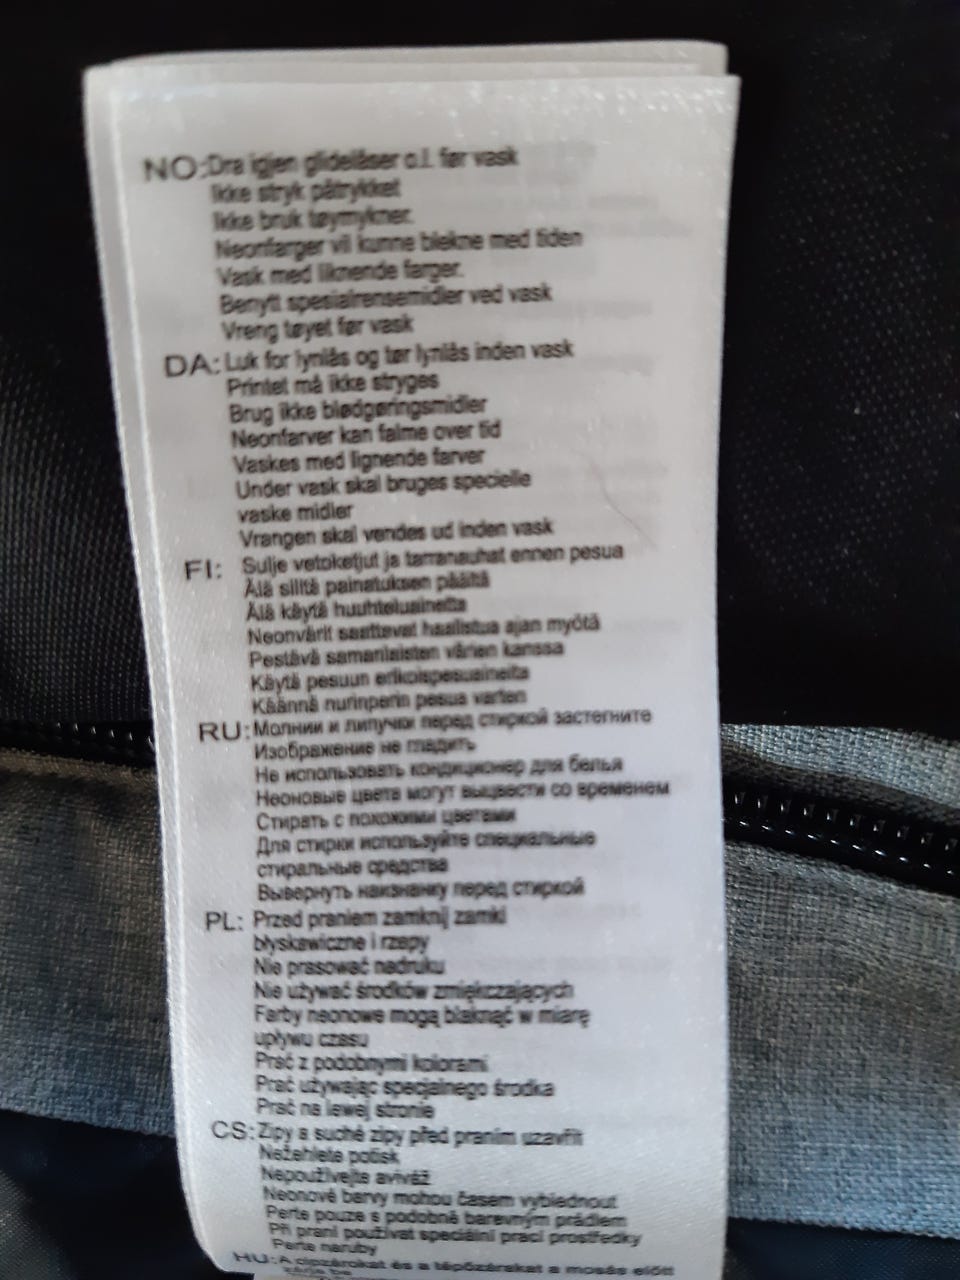 NO: Dra igjen glidelåser o.l. før vask
Ikke stryk påtrykket
Ikke bruk tøymykner.
Neonfarger vil kunne blekne med tiden
Vask med liknende farger.
Benytt spesialrensemidler ved vask
Vreng tøyet før vask
DA: Luk for lynlås og tør lynlås inden vask
Printet må ikke stryges
Brug ikke blødgøringsmidler
Neonfarver kan falme over tid
Vaskes med lignende farver
Under vask skal bruges specielle
vaske midler
Vrangen skal vendes ud inden vask
FI: Sulje vetoketjut ja tarranauhat ennen pesua
Älä silitä painatuksen päältä
Älä käytä huuhteluainetta
Neonvärit saattavat haalistua ajan myötä
Pestävä samanlaisten värien kanssa
Käytä pesuun erikoispesuaineita
Käännä nurinperin pesua varten
RU: Молнии и липучки перед стиркой застегните
Изображение не гладить
Не использовать кондиционер для белья
Неоновые цвета могут выцвести со временем
Стирать с похожими цветами
Для стирки используйте специальные
стиральные средства
Вывернуть наизнанку перед стиркой
PL: Przed praniem zamknij zamki
błyskawiczne i rzepy
Nie prasować nadruku
Nie używać środków zmiękczających
Farby neonowe mogą blaknąć w miarę
upływu czasu
Prać z podobnymi kolorami
Prać używając specjalnego środka
Prać na lewej stronie
CS: Zipy a suché zipy před praním uzavřít
Nežehlete potisk
Nepoužívejte aviváž
Neonové barvy mohou časem vyblednout
Perte pouze s podobně barevným prádlem
Při praní používat speciální prací prostředky
Perte naruby
HU: A cipzárokat és a tépőzárakat a mosás előtt